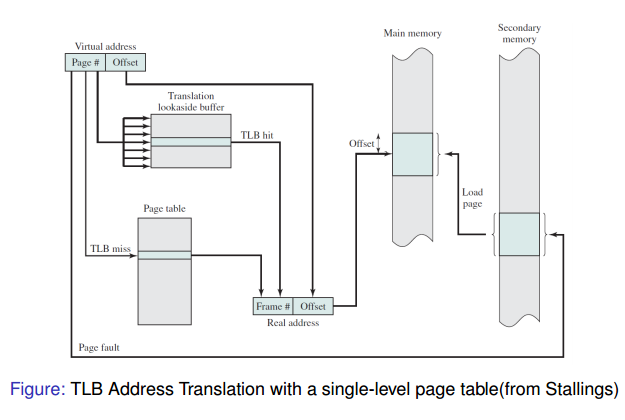 Main memory
Secondary
memory
Virtual address
Page # Offset
Translation
lookaside buffer
TLB hit
Offset
Load
page
Page table
TLB miss
Frame # Offset
Real address
Page fault
Figure: TLB Address Translation with a single-level page table(from Stallings)